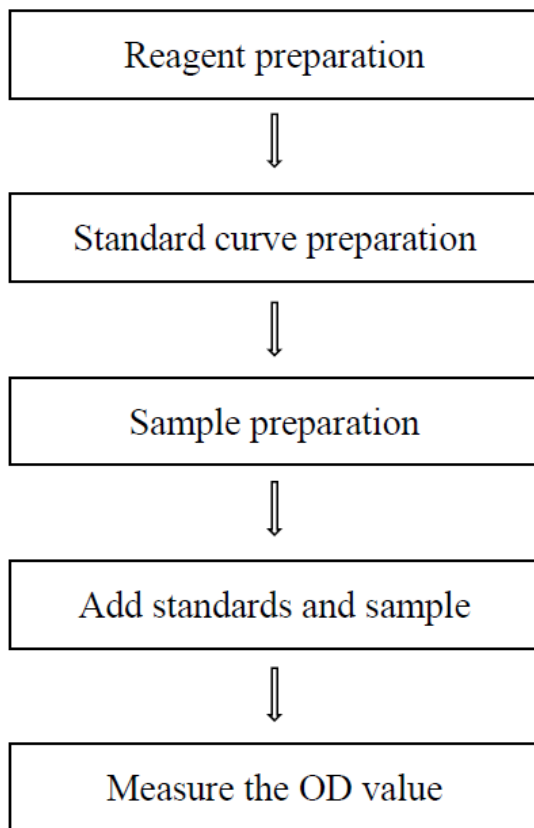 Reagent preparation
Standard curve preparation
Sample preparation
Add standards and sample
Measure the OD value